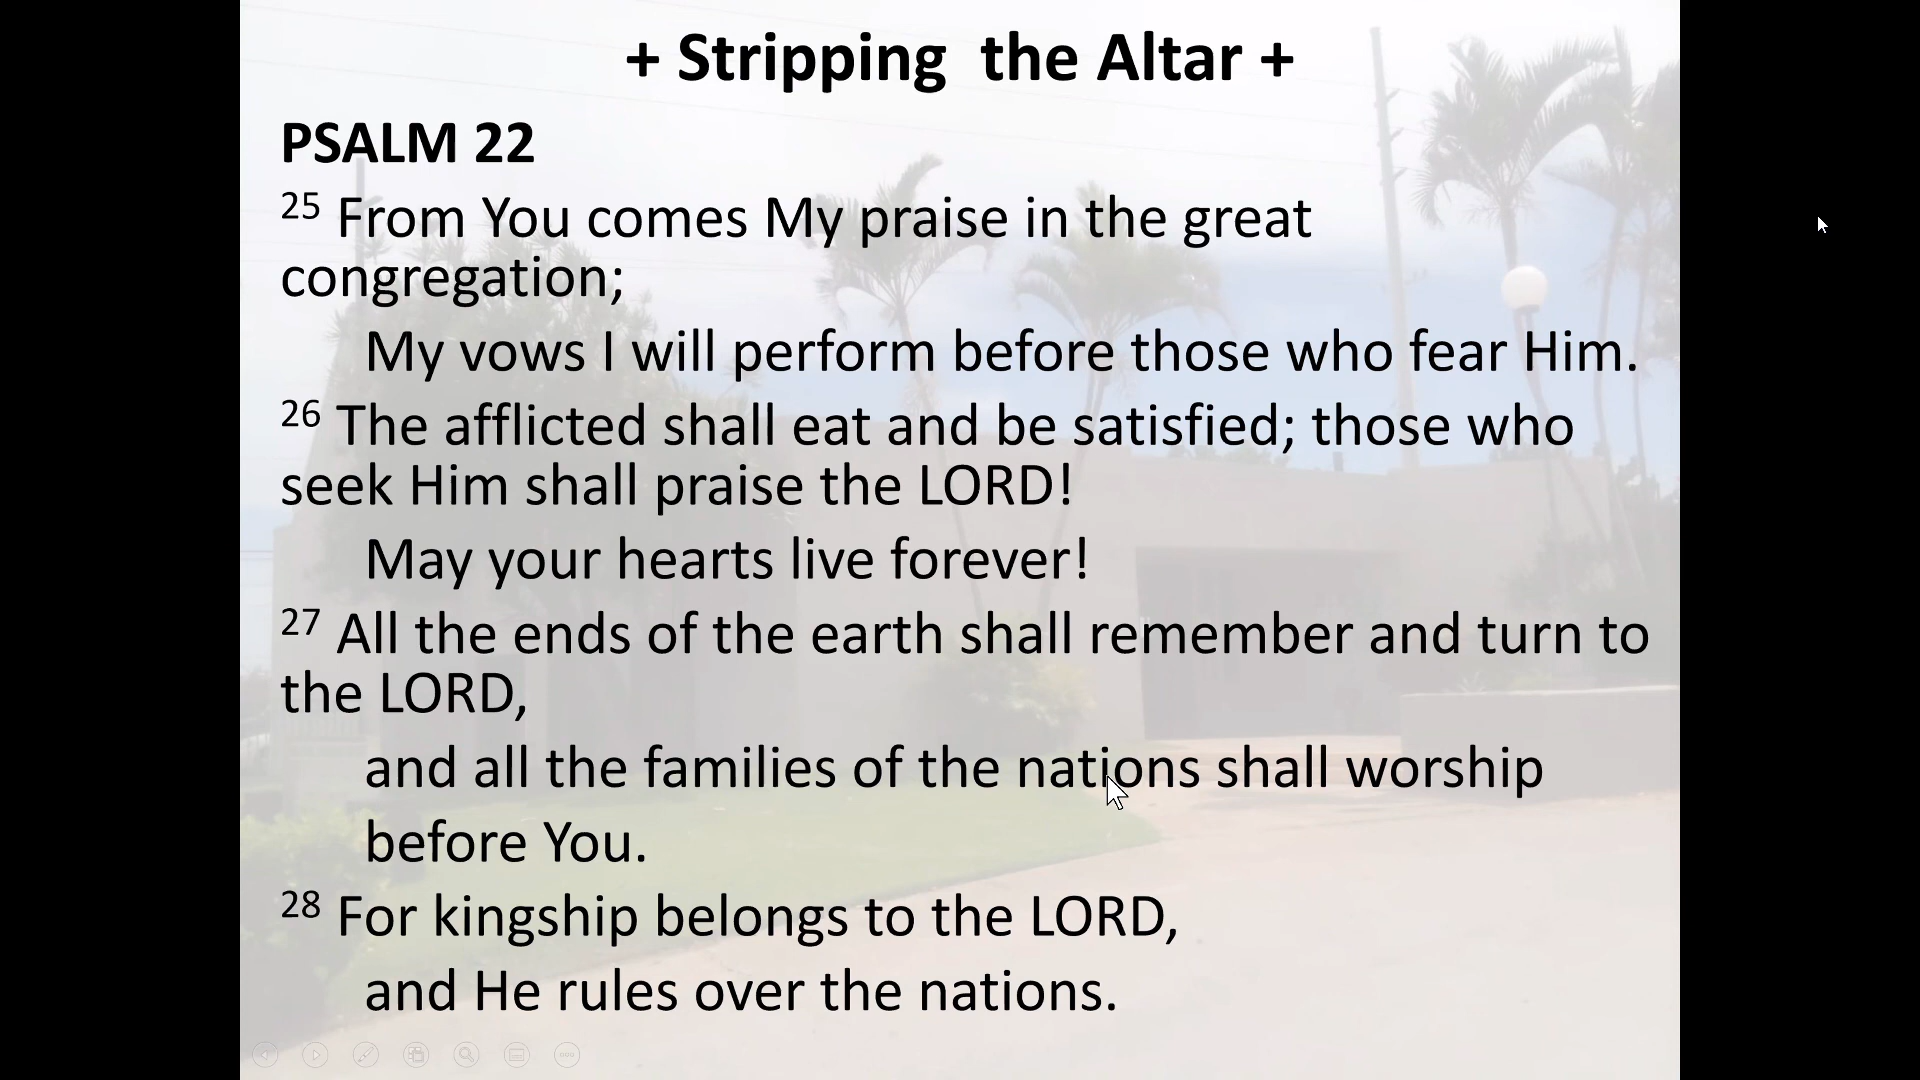 + Stripping  the Altar +
PSALM 22
25 From You comes My praise in the great
congregation;
My vows I will perform before those who fear Him.
26 The afflicted shall eat and be satisfied; those who
seek Him shall praise the LORD!
May your hearts live forever!
27 All the ends of the earth shall remember and turn to
the LORD,
and all the families of the nations shall worship
before You.
28 For kingship belongs to the LORD,
and He rules over the nations.